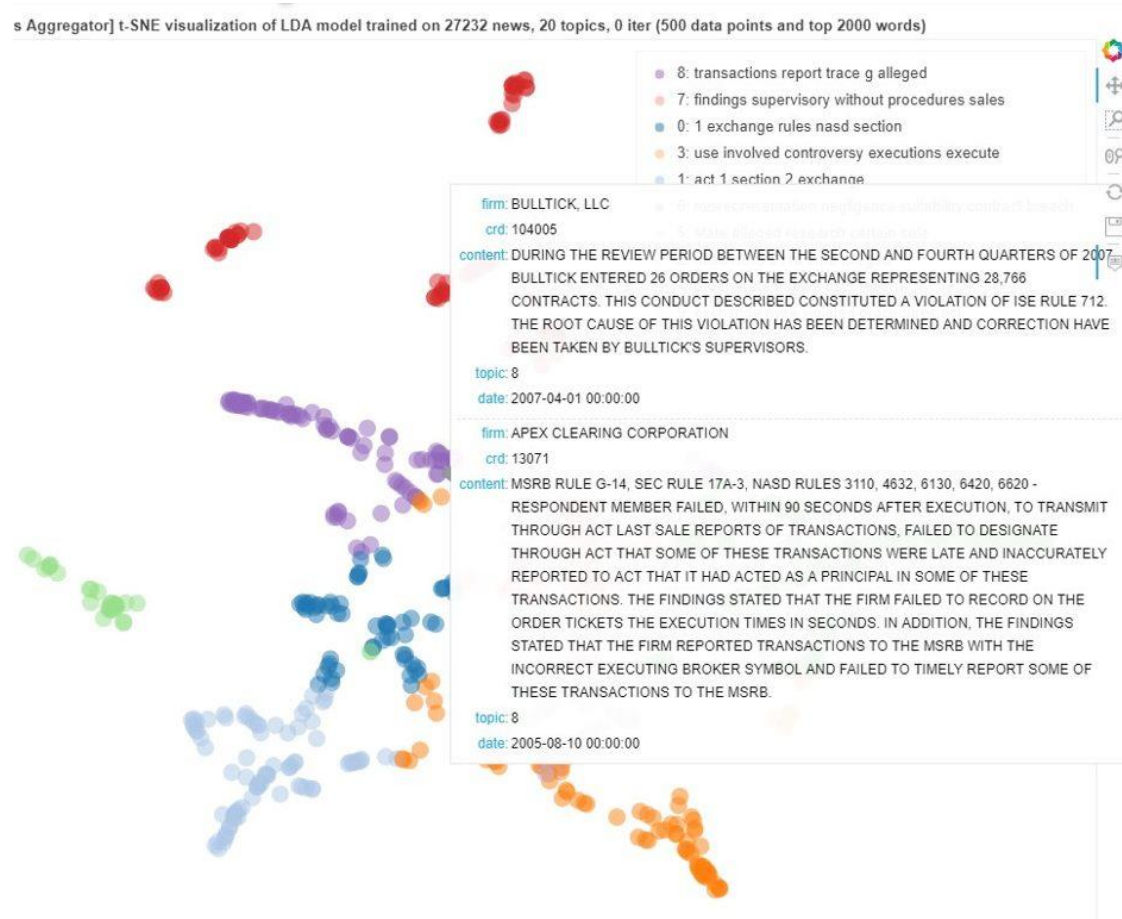 s Aggregator] t-SNE visualization of LDA model trained on 27232 news, 20 topics, 0 iter (500 data points and top 2000 words)
8: transactions report trace g alleged
7: findings supervisory without procedures sales
0: 1 exchange rules nasd section
3: use involved controversy executions execute
1: act 1 section 2 exchange
6: misrepresentation negligence suitability contract breach
5: state alleged research certain sale
firm: BULLTICK, LLC
crd: 104005
content: DURING THE REVIEW PERIOD BETWEEN THE SECOND AND FOURTH QUARTERS OF 2007
BULLTICK ENTERED 26 ORDERS ON THE EXCHANGE REPRESENTING 28,766
CONTRACTS. THIS CONDUCT DESCRIBED CONSTITUTED A VIOLATION OF ISE RULE 712.
THE ROOT CAUSE OF THIS VIOLATION HAS BEEN DETERMINED AND CORRECTION HAVE
BEEN TAKEN BY BULLTICK'S SUPERVISORS.
topic: 8
date: 2007-04-01 00:00:00
firm: APEX CLEARING CORPORATION
crd: 13071
content: MSRB RULE G-14, SEC RULE 17A-3, NASD RULES 3110, 4632, 6130, 6420, 6620 -
RESPONDENT MEMBER FAILED, WITHIN 90 SECONDS AFTER EXECUTION, TO TRANSMIT
THROUGH ACT LAST SALE REPORTS OF TRANSACTIONS, FAILED TO DESIGNATE
THROUGH ACT THAT SOME OF THESE TRANSACTIONS WERE LATE AND INACCURATELY
REPORTED TO ACT THAT IT HAD ACTED AS A PRINCIPAL IN SOME OF THESE
TRANSACTIONS. THE FINDINGS STATED THAT THE FIRM FAILED TO RECORD ON THE
ORDER TICKETS THE EXECUTION TIMES IN SECONDS. IN ADDITION, THE FINDINGS
STATED THAT THE FIRM REPORTED TRANSACTIONS TO THE MSRB WITH THE
INCORRECT EXECUTING BROKER SYMBOL AND FAILED TO TIMELY REPORT SOME OF
THESE TRANSACTIONS TO THE MSRB.
topic: 8
date: 2005-08-10 00:00:00